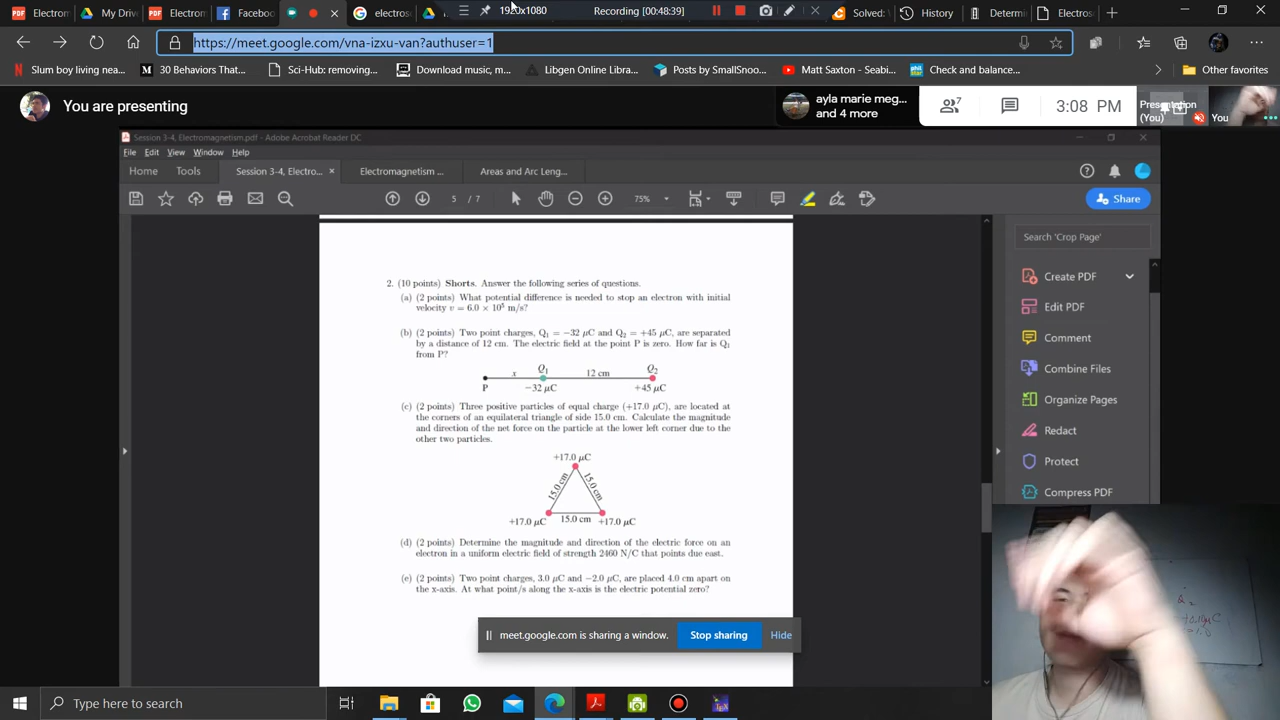 Electron
My Driv
Electron
Facebook
electros
19:20x1080
Recording [00:48:39]
Solved:
History
Determi
Electros
https://meet.google.com/vna-izxu-van?authuser=1
Slum boy living nea...
30 Behaviors That...
Sci-Hub: removing...
Download music, m...
Libgen Online Libra...
Posts by SmallSnoo...
Matt Saxton - Seabi...
Check and balance...
Other favorites
You are presenting
ayla marie meg...
and 4 more
7
3:08 PM
Presentation
(You)
You
Session 3-4, Electromagnetism.pdf - Adobe Acrobat Reader DC
File Edit View Window Help
Home Tools Session 3-4, Electro... × Electromagnetism ... Areas and Arc Leng...
5 / 7 75% Share
2. (10 points) Shorts. Answer the following series of questions.
(a) (2 points) What potential difference is needed to stop an electron with initial
velocity v = 6.0 × 10⁵ m/s?
(b) (2 points) Two point charges, Q₁ = −32 μC and Q₂ = +45 μC, are separated
by a distance of 12 cm. The electric field at the point P is zero. How far is Q₁
from P?
x Q₁ 12 cm Q₂
P −32 μC +45 μC
(c) (2 points) Three positive particles of equal charge (+17.0 μC), are located at
the corners of an equilateral triangle of side 15.0 cm. Calculate the magnitude
and direction of the net force on the particle at the lower left corner due to the
other two particles.
+17.0 μC
15.0 cm 15.0 cm
+17.0 μC 15.0 cm +17.0 μC
(d) (2 points) Determine the magnitude and direction of the electric force on an
electron in a uniform electric field of strength 2460 N/C that points due east.
(e) (2 points) Two point charges, 3.0 μC and −2.0 μC, are placed 4.0 cm apart on
the x-axis. At what point/s along the x-axis is the electric potential zero?
Search 'Crop Page'
Create PDF
Edit PDF
Comment
Combine Files
Organize Pages
Redact
Protect
Compress PDF
meet.google.com is sharing a window.
Stop sharing
Hide
Type here to search